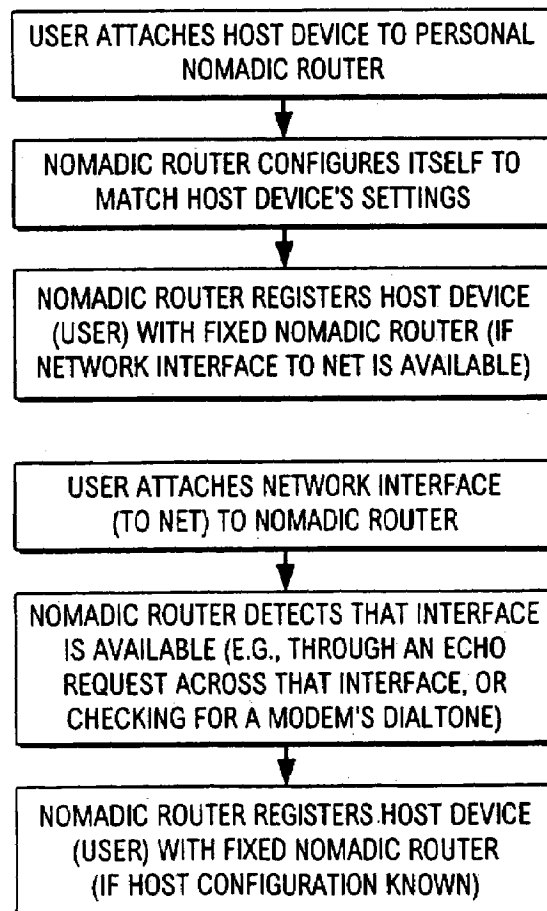 USER ATTACHES HOST DEVICE TO PERSONAL
NOMADIC ROUTER
NOMADIC ROUTER CONFIGURES ITSELF TO
MATCH HOST DEVICE'S SETTINGS
NOMADIC ROUTER REGISTERS HOST DEVICE
(USER) WITH FIXED NOMADIC ROUTER (IF
NETWORK INTERFACE TO NET IS AVAILABLE)
USER ATTACHES NETWORK INTERFACE
(TO NET) TO NOMADIC ROUTER
NOMADIC ROUTER DETECTS THAT INTERFACE
IS AVAILABLE (E.G., THROUGH AN ECHO
REQUEST ACROSS THAT INTERFACE, OR
CHECKING FOR A MODEM'S DIALTONE)
NOMADIC ROUTER REGISTERS HOST DEVICE
(USER) WITH FIXED NOMADIC ROUTER
(IF HOST CONFIGURATION KNOWN)